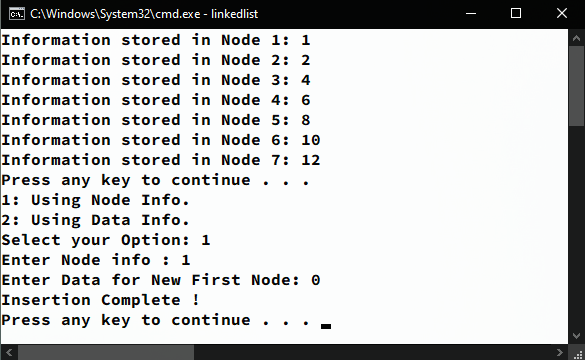 C:\Windows\System32\cmd.exe - linkedlist
Information stored in Node 1: 1
Information stored in Node 2: 2
Information stored in Node 3: 4
Information stored in Node 4: 6
Information stored in Node 5: 8
Information stored in Node 6: 10
Information stored in Node 7: 12
Press any key to continue . . .
1: Using Node Info.
2: Using Data Info.
Select your Option: 1
Enter Node info : 1
Enter Data for New First Node: 0
Insertion Complete !
Press any key to continue . . .